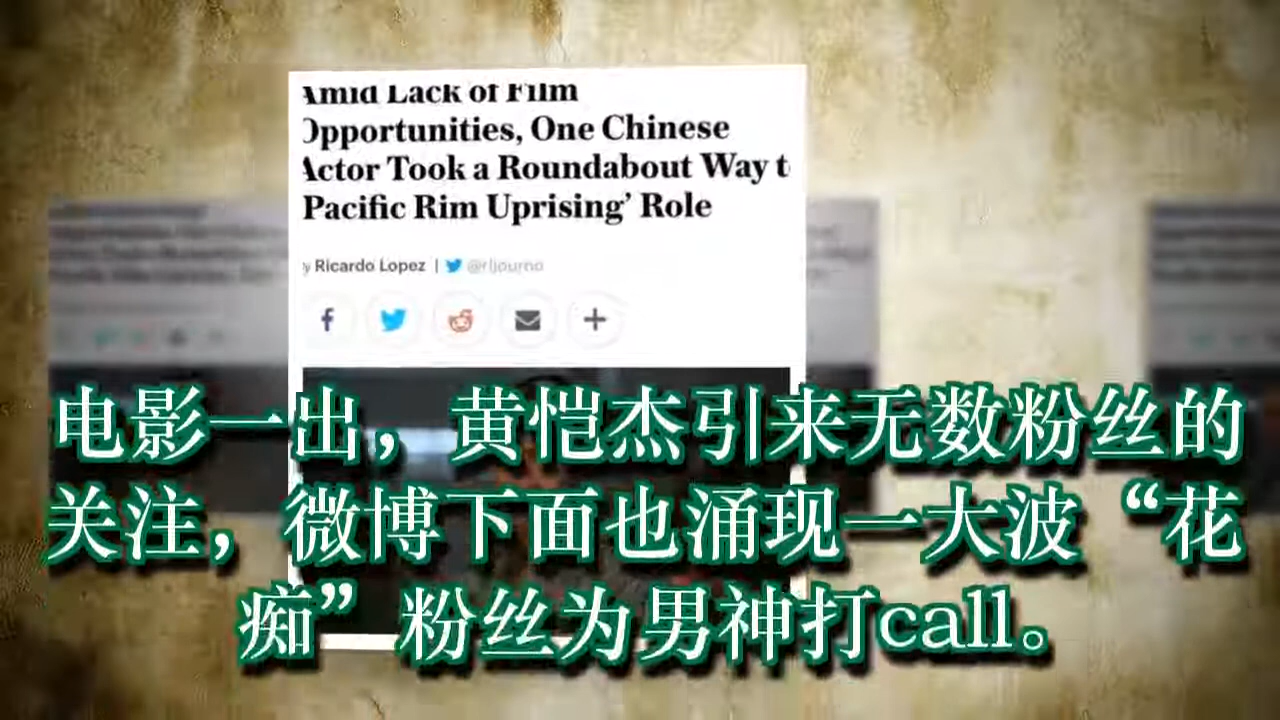 Amid Lack of Film
Opportunities, One Chinese
Actor Took a Roundabout Way t
Pacific Rim Uprising’ Role
y Ricardo Lopez | @rljourno
电影一出，黄恺杰引来无数粉丝的
关注，微博下面也涌现一大波“花
痴”粉丝为男神打call。